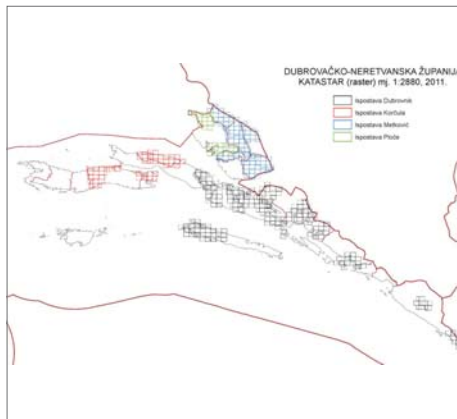 DUBROVAČKO-NERETVANSKA ŽUPANIJA
KATASTAR (raster) mj. 1:2880, 2011.
Ispostava Dubrovnik
Ispostava Korčula
Ispostava Metković
Ispostava Ploče